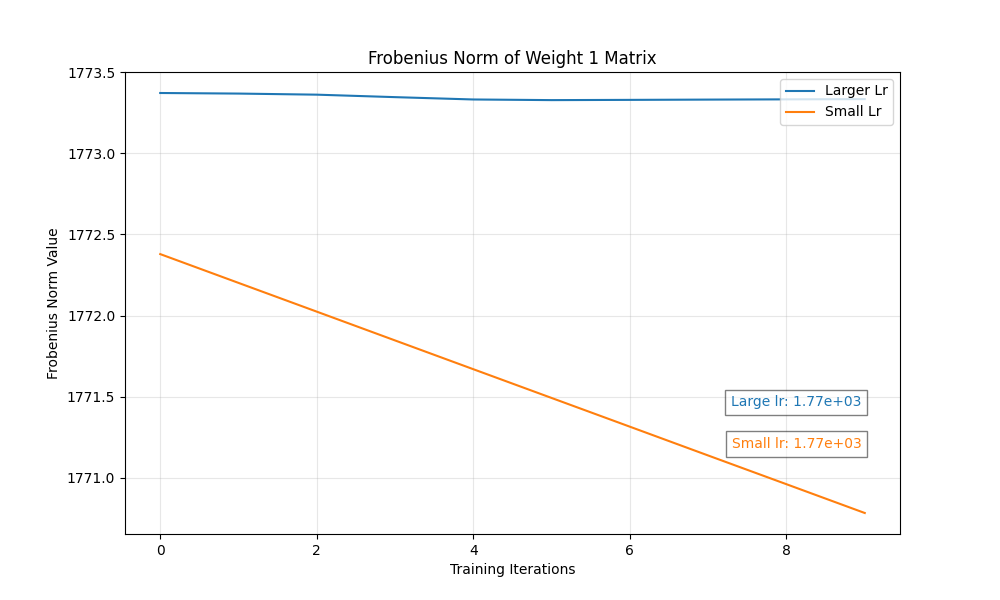 Frobenius Norm of Weight 1 Matrix
Frobenius Norm Value
1773.5
1773.0
1772.5
1772.0
1771.5
1771.0
Larger Lr
Small Lr
Large lr: 1.77e+03
Small lr: 1.77e+03
0 2 4 6 8
Training Iterations